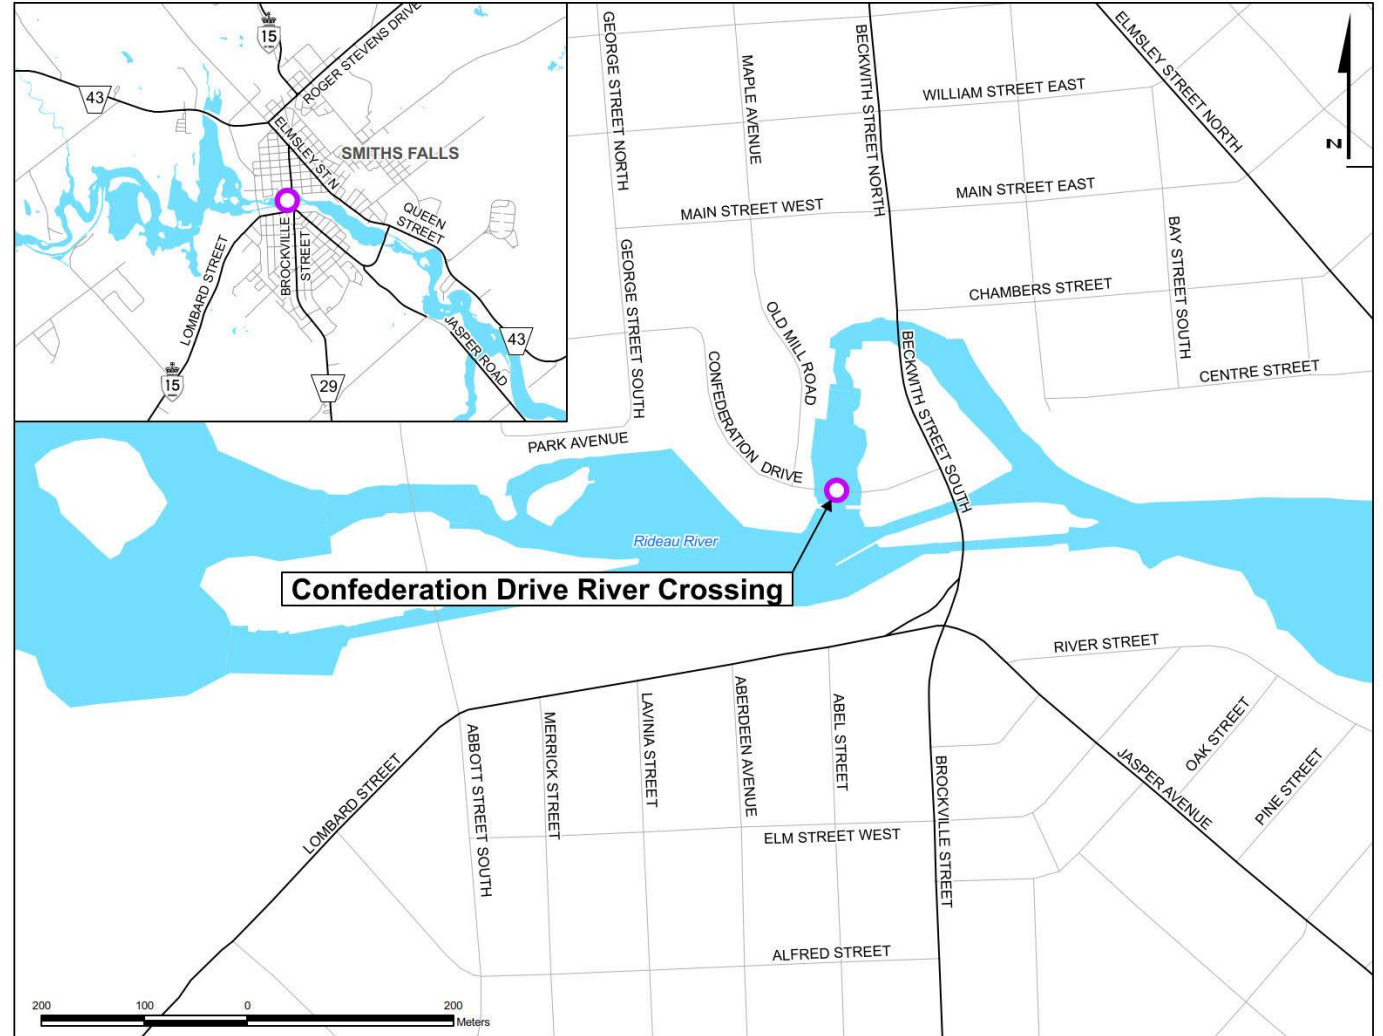 15
ROGER STEVENS DRIVE
43
ELMSLEY ST N
SMITHS FALLS
QUEEN
STREET
BROCKVILLE
STREET
LOMBARD STREET
JASPER ROAD
43
15
29
GEORGE STREET NORTH
MAPLE AVENUE
BECKWITH STREET NORTH
ELMSLEY STREET NORTH
WILLIAM STREET EAST
N
MAIN STREET EAST
MAIN STREET WEST
BAY STREET SOUTH
GEORGE STREET SOUTH
CHAMBERS STREET
OLD MILL ROAD
CONFEDERATION DRIVE
BECKWITH STREET SOUTH
CENTRE STREET
PARK AVENUE
Rideau River
Confederation Drive River Crossing
RIVER STREET
ABBOTT STREET SOUTH
MERRICK STREET
LAVINIA STREET
ABERDEEN AVENUE
ABEL STREET
OAK STREET
LOMBARD STREET
BROCKVILLE STREET
JASPER AVENUE
PINE STREET
ELM STREET WEST
ALFRED STREET
200 100 0 200
Meters